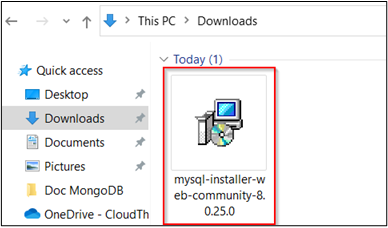 > This PC > Downloads
Today (1)
Quick access
Desktop
Downloads
Documents
Pictures
Doc MongoDB
OneDrive - CloudTh
mysql-installer-w
eb-community-8.
0.25.0